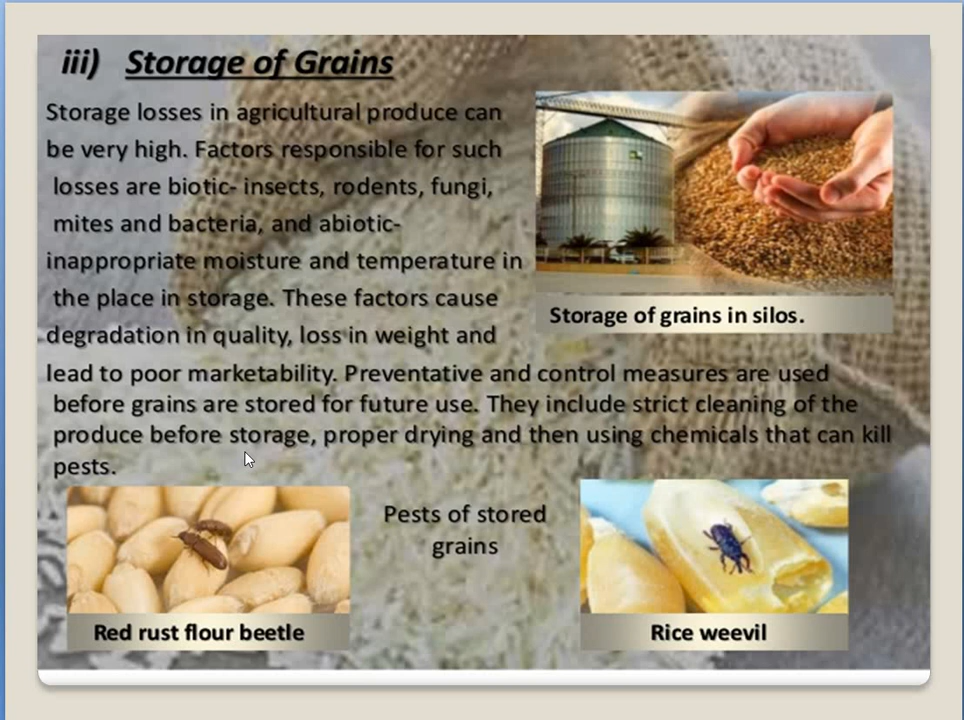 iii) Storage of Grains
Storage losses in agricultural produce can
be very high. Factors responsible for such
losses are biotic- insects, rodents, fungi,
mites and bacteria, and abiotic-
inappropriate moisture and temperature in
the place in storage. These factors cause
degradation in quality, loss in weight and
lead to poor marketability. Preventative and control measures are used
before grains are stored for future use. They include strict cleaning of the
produce before storage, proper drying and then using chemicals that can kill
pests.
Storage of grains in silos.
Pests of stored
grains
Red rust flour beetle
Rice weevil